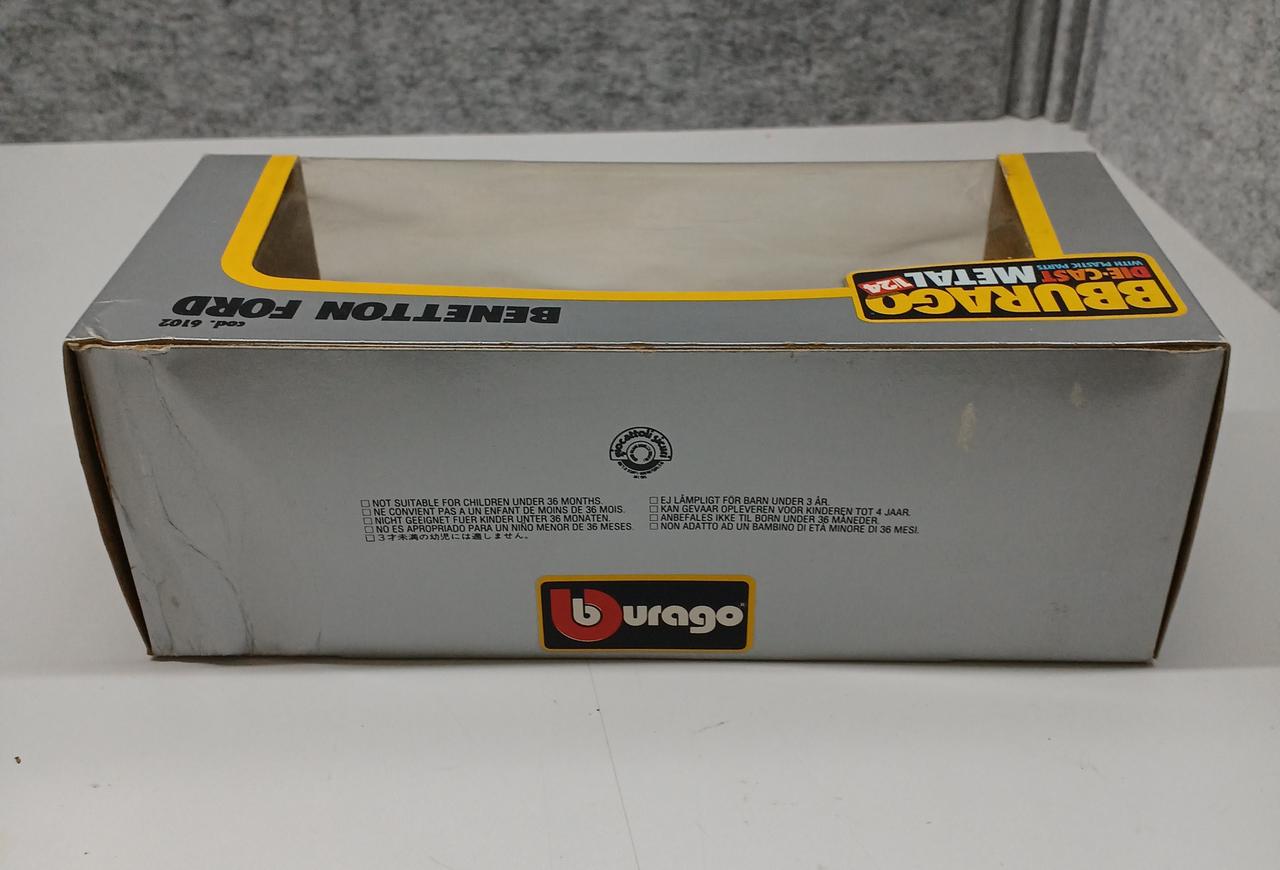 BBURAGO
DIE-CAST METAL 1/24
WITH PLASTIC PARTS
BENETTON FORD
cod. 6102
giocattoli sicuri
□ NOT SUITABLE FOR CHILDREN UNDER 36 MONTHS.
□ NE CONVIENT PAS A UN ENFANT DE MOINS DE 36 MOIS.
□ NICHT GEEIGNET FUER KINDER UNTER 36 MONATEN.
□ NO ES APROPRIADO PARA UN NIÑO MENOR DE 36 MESES.
□ 3才未満の幼児には適しません。
□ EJ LÄMPLIGT FÖR BARN UNDER 3 ÅR.
□ KAN GEVAAR OPLEVEREN VOOR KINDEREN TOT 4 JAAR.
□ ANBEFALES IKKE TIL BORN UNDER 36 MÅNEDER.
□ NON ADATTO AD UN BAMBINO DI ETÀ MINORE DI 36 MESI.
burago